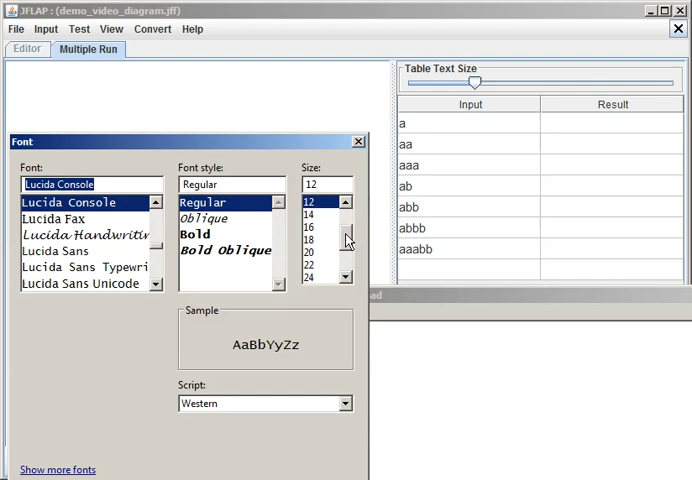 JFLAP : (demo_video_diagram.jff)
File Input Test View Convert Help
Editor Multiple Run
Table Text Size
Input Result
a
aa
aaa
ab
abb
abbb
aaabb
Font
Font: Font style: Size:
Lucida Console Regular 12
Lucida Console Regular 12
Lucida Fax Oblique 14
Lucida Handwritin Bold 16
Lucida Sans Bold Oblique 18
Lucida Sans Typewri 20
Lucida Sans Unicode 22
24
ad
Sample
AaBbYyZz
Script:
Western
Show more fonts